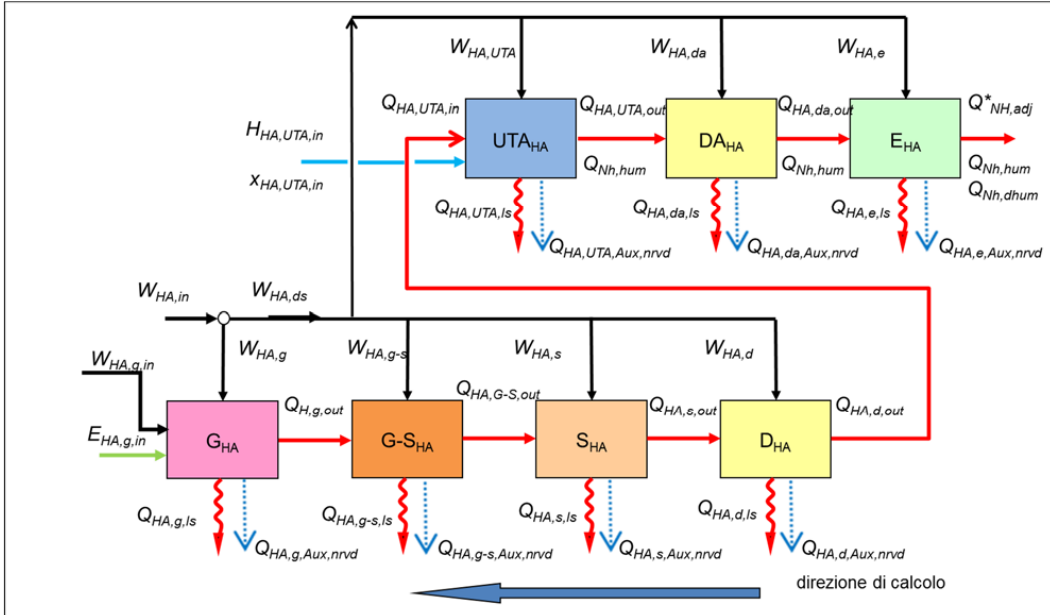 W_HA,UTA W_HA,da W_HA,e
Q_HA,UTA,in Q_HA,UTA,out Q_HA,da,out Q*_NH,adj
H_HA,UTA,in
UTA_HA DA_HA E_HA
x_HA,UTA,in
Q_Nh,hum Q_Nh,hum Q_Nh,hum
Q_Nh,dhum
Q_HA,UTA,ls Q_HA,da,ls Q_HA,e,ls
Q_HA,UTA,Aux,nrvd Q_HA,da,Aux,nrvd Q_HA,e,Aux,nrvd
W_HA,in W_HA,ds
W_HA,g W_HA,g-s W_HA,s W_HA,d
W_HA,g,in
Q_H,g,out Q_HA,G-S,out Q_HA,s,out Q_HA,d,out
E_HA,g,in
G_HA G-S_HA S_HA D_HA
Q_HA,g,ls Q_HA,g-s,ls Q_HA,s,ls Q_HA,d,ls
Q_HA,g,Aux,nrvd Q_HA,g-s,Aux,nrvd Q_HA,s,Aux,nrvd Q_HA,d,Aux,nrvd
direzione di calcolo